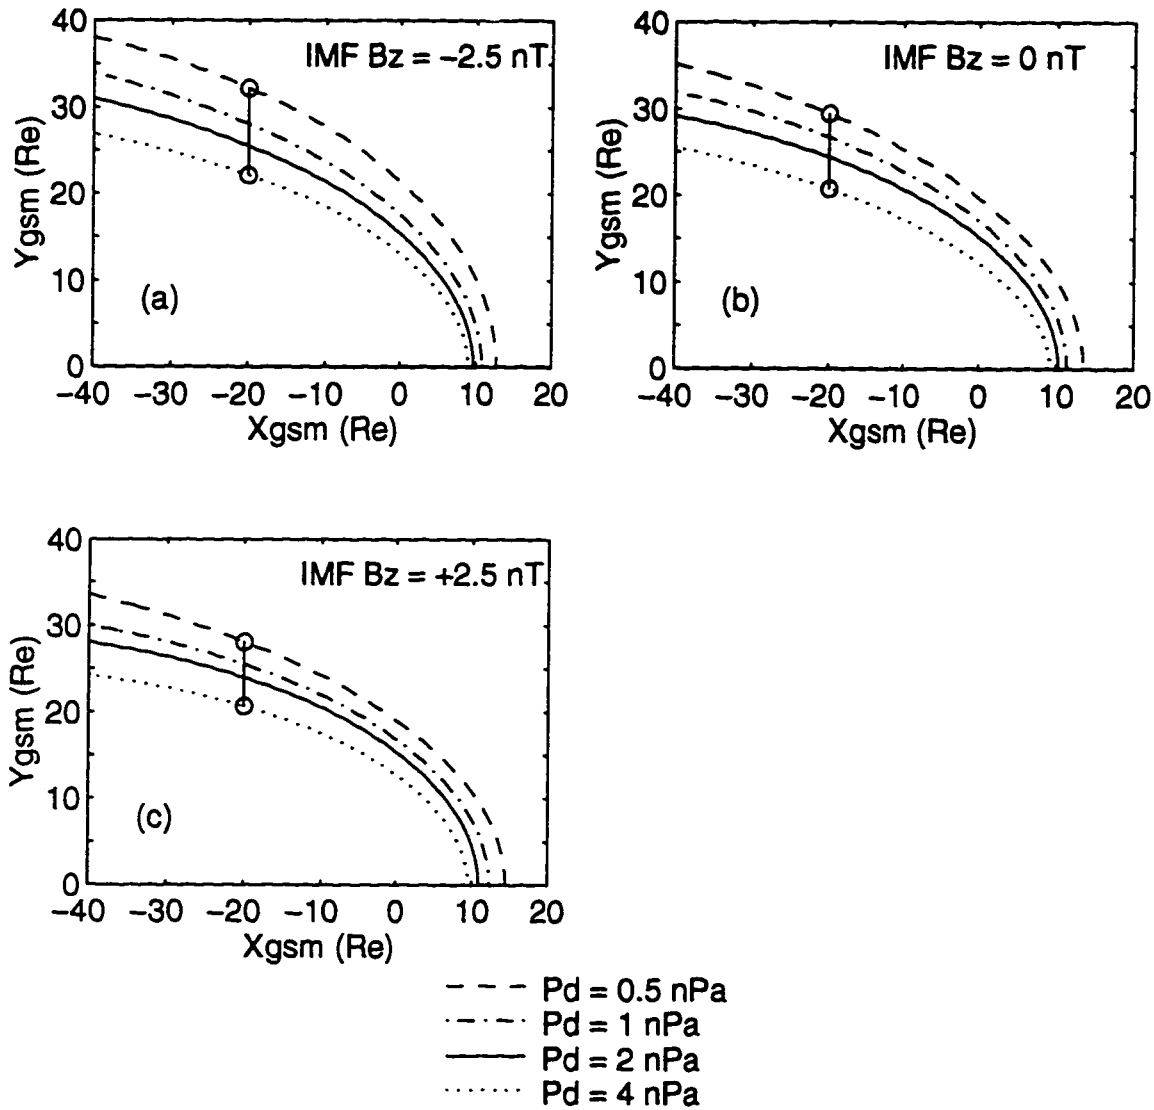 40
30
20
10
0
Ygsm (Re)
IMF Bz = −2.5 nT
(a)
−40 −30 −20 −10 0 10 20
Xgsm (Re)
40
30
20
10
0
Ygsm (Re)
IMF Bz = 0 nT
(b)
−40 −30 −20 −10 0 10 20
Xgsm (Re)
40
30
20
10
0
Ygsm (Re)
IMF Bz = +2.5 nT
(c)
−40 −30 −20 −10 0 10 20
Xgsm (Re)
Pd = 0.5 nPa
Pd = 1 nPa
Pd = 2 nPa
Pd = 4 nPa